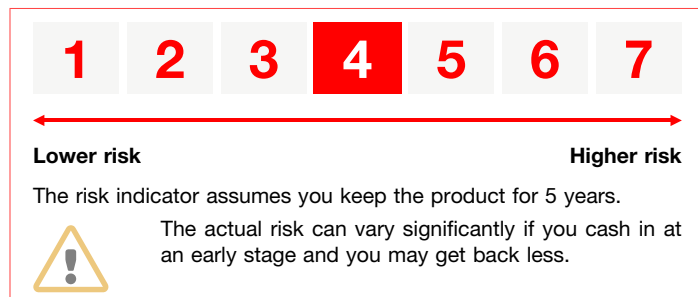 1 2 3 4 5 6 7
Lower risk Higher risk
The risk indicator assumes you keep the product for 5 years.
The actual risk can vary significantly if you cash in at
an early stage and you may get back less.